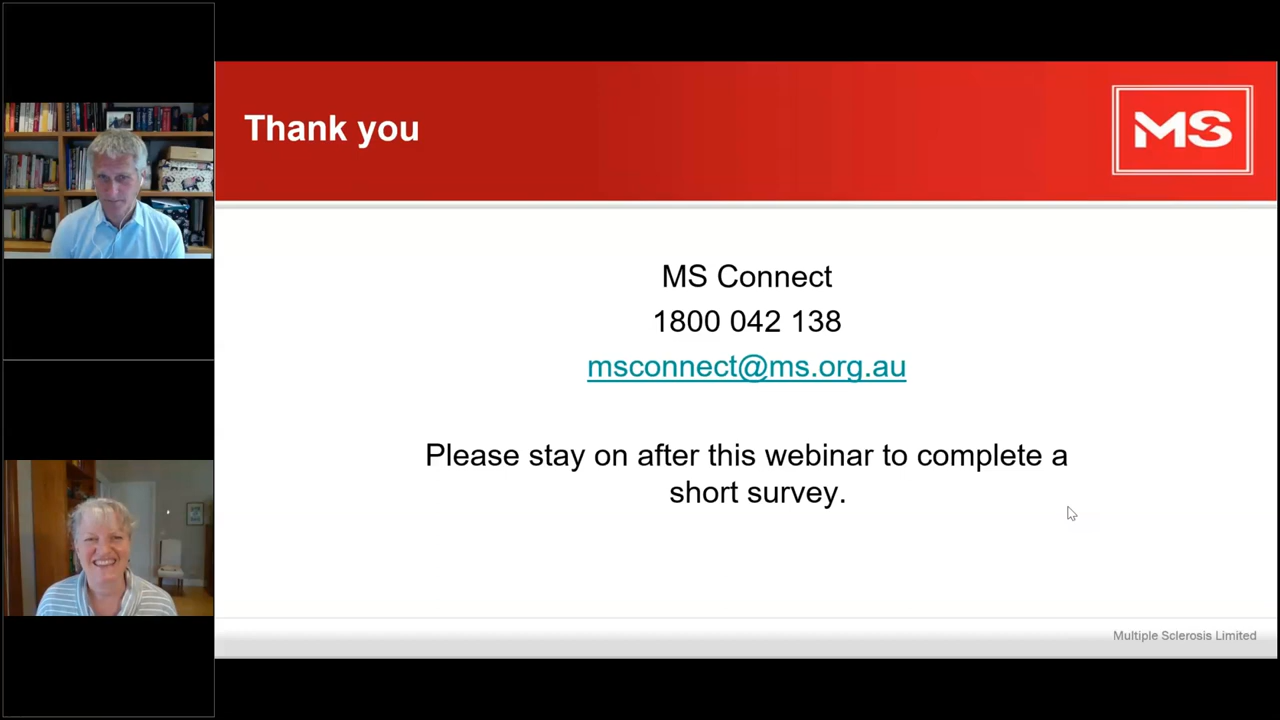 Thank you
MS
MS Connect
1800 042 138
msconnect@ms.org.au
Please stay on after this webinar to complete a
short survey.
Multiple Sclerosis Limited